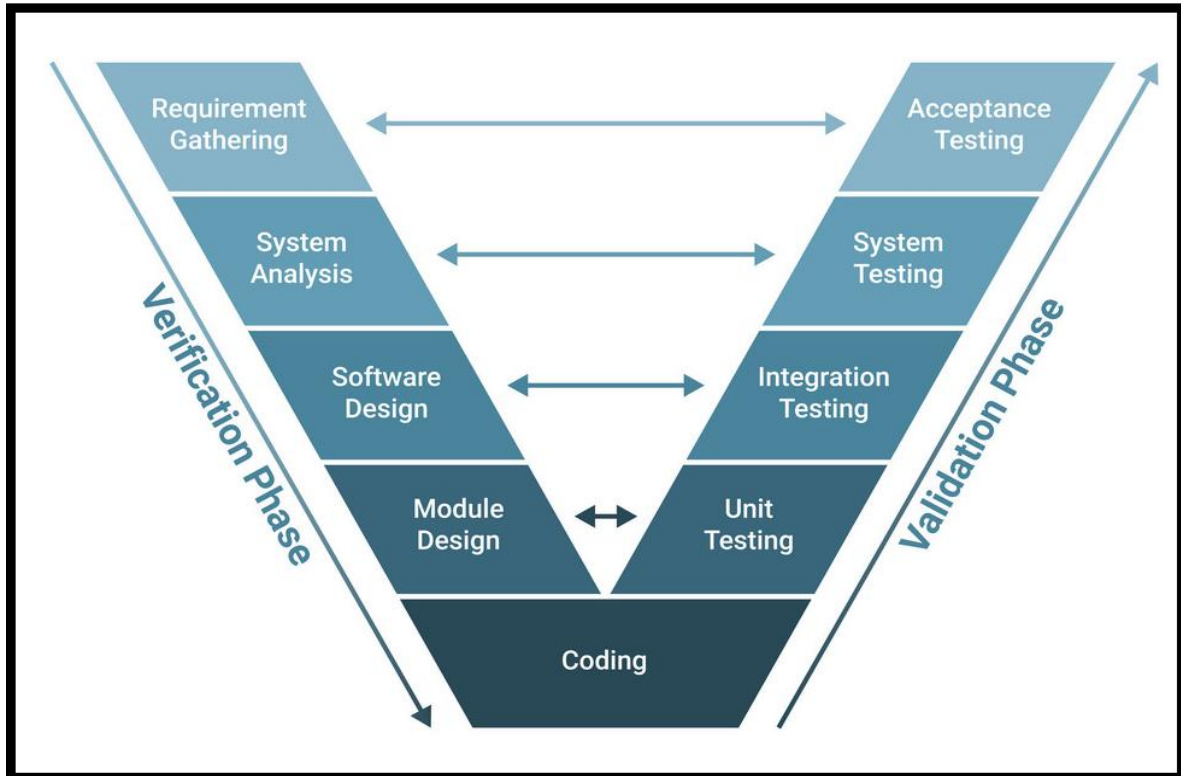 Requirement
Gathering
Acceptance
Testing
System
Analysis
System
Testing
Software
Design
Integration
Testing
Module
Design
Unit
Testing
Coding
Verification Phase
Validation Phase